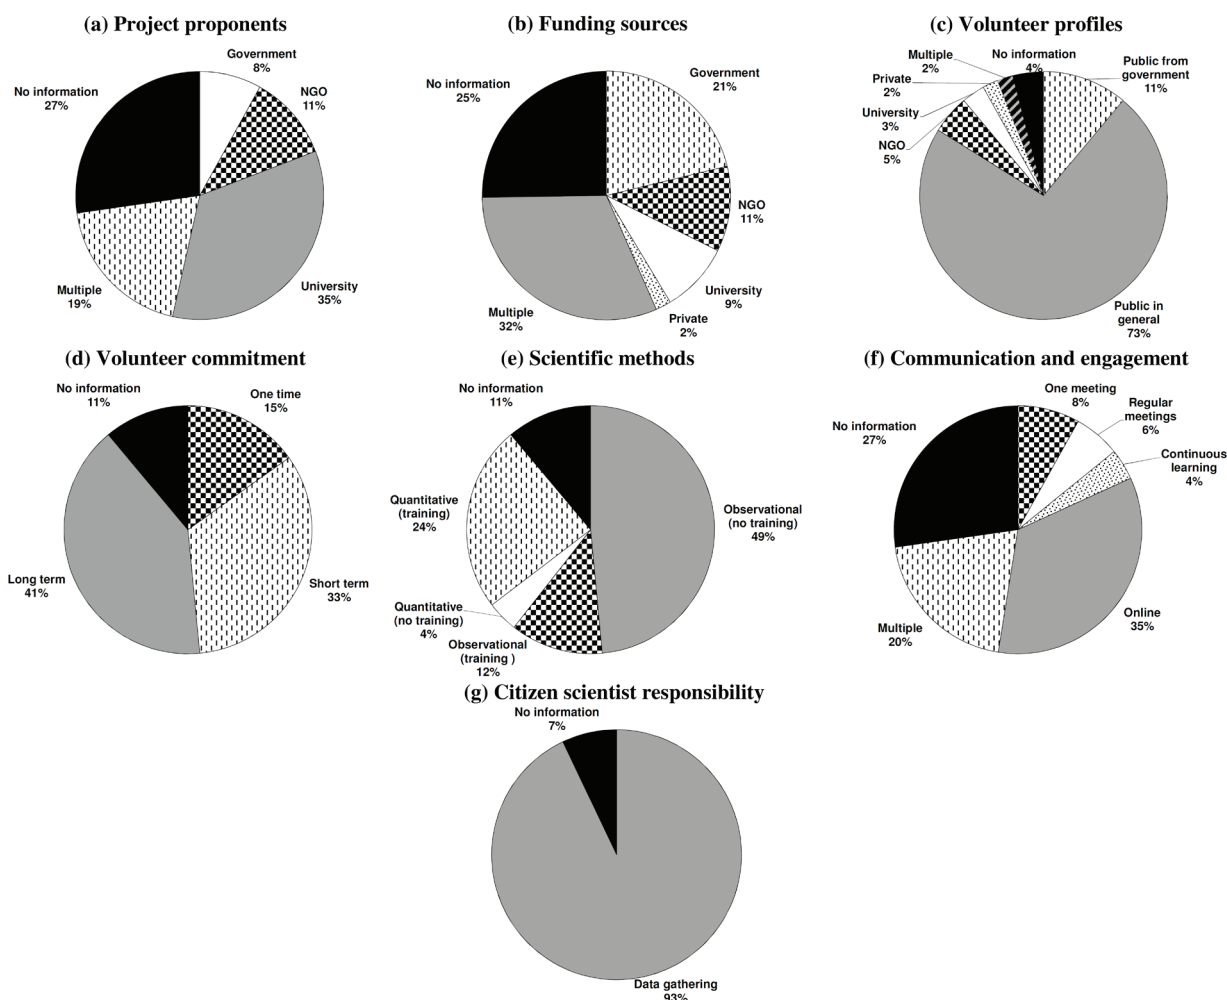 (a) Project proponents
Government
8%
NGO
11%
University
35%
Multiple
19%
No information
27%
(b) Funding sources
Government
21%
NGO
11%
University
9%
Private
2%
Multiple
32%
No information
25%
(c) Volunteer profiles
Public from
government
11%
Public in
general
73%
NGO
5%
University
3%
Private
2%
Multiple
2%
No information
4%
(d) Volunteer commitment
One time
15%
Short term
33%
Long term
41%
No information
11%
(e) Scientific methods
Observational
(no training)
49%
Observational
(training )
12%
Quantitative
(no training)
4%
Quantitative
(training)
24%
No information
11%
(f) Communication and engagement
One meeting
8%
Regular
meetings
6%
Continuous
learning
4%
Online
35%
Multiple
20%
No information
27%
(g) Citizen scientist responsibility
No information
7%
Data gathering
93%